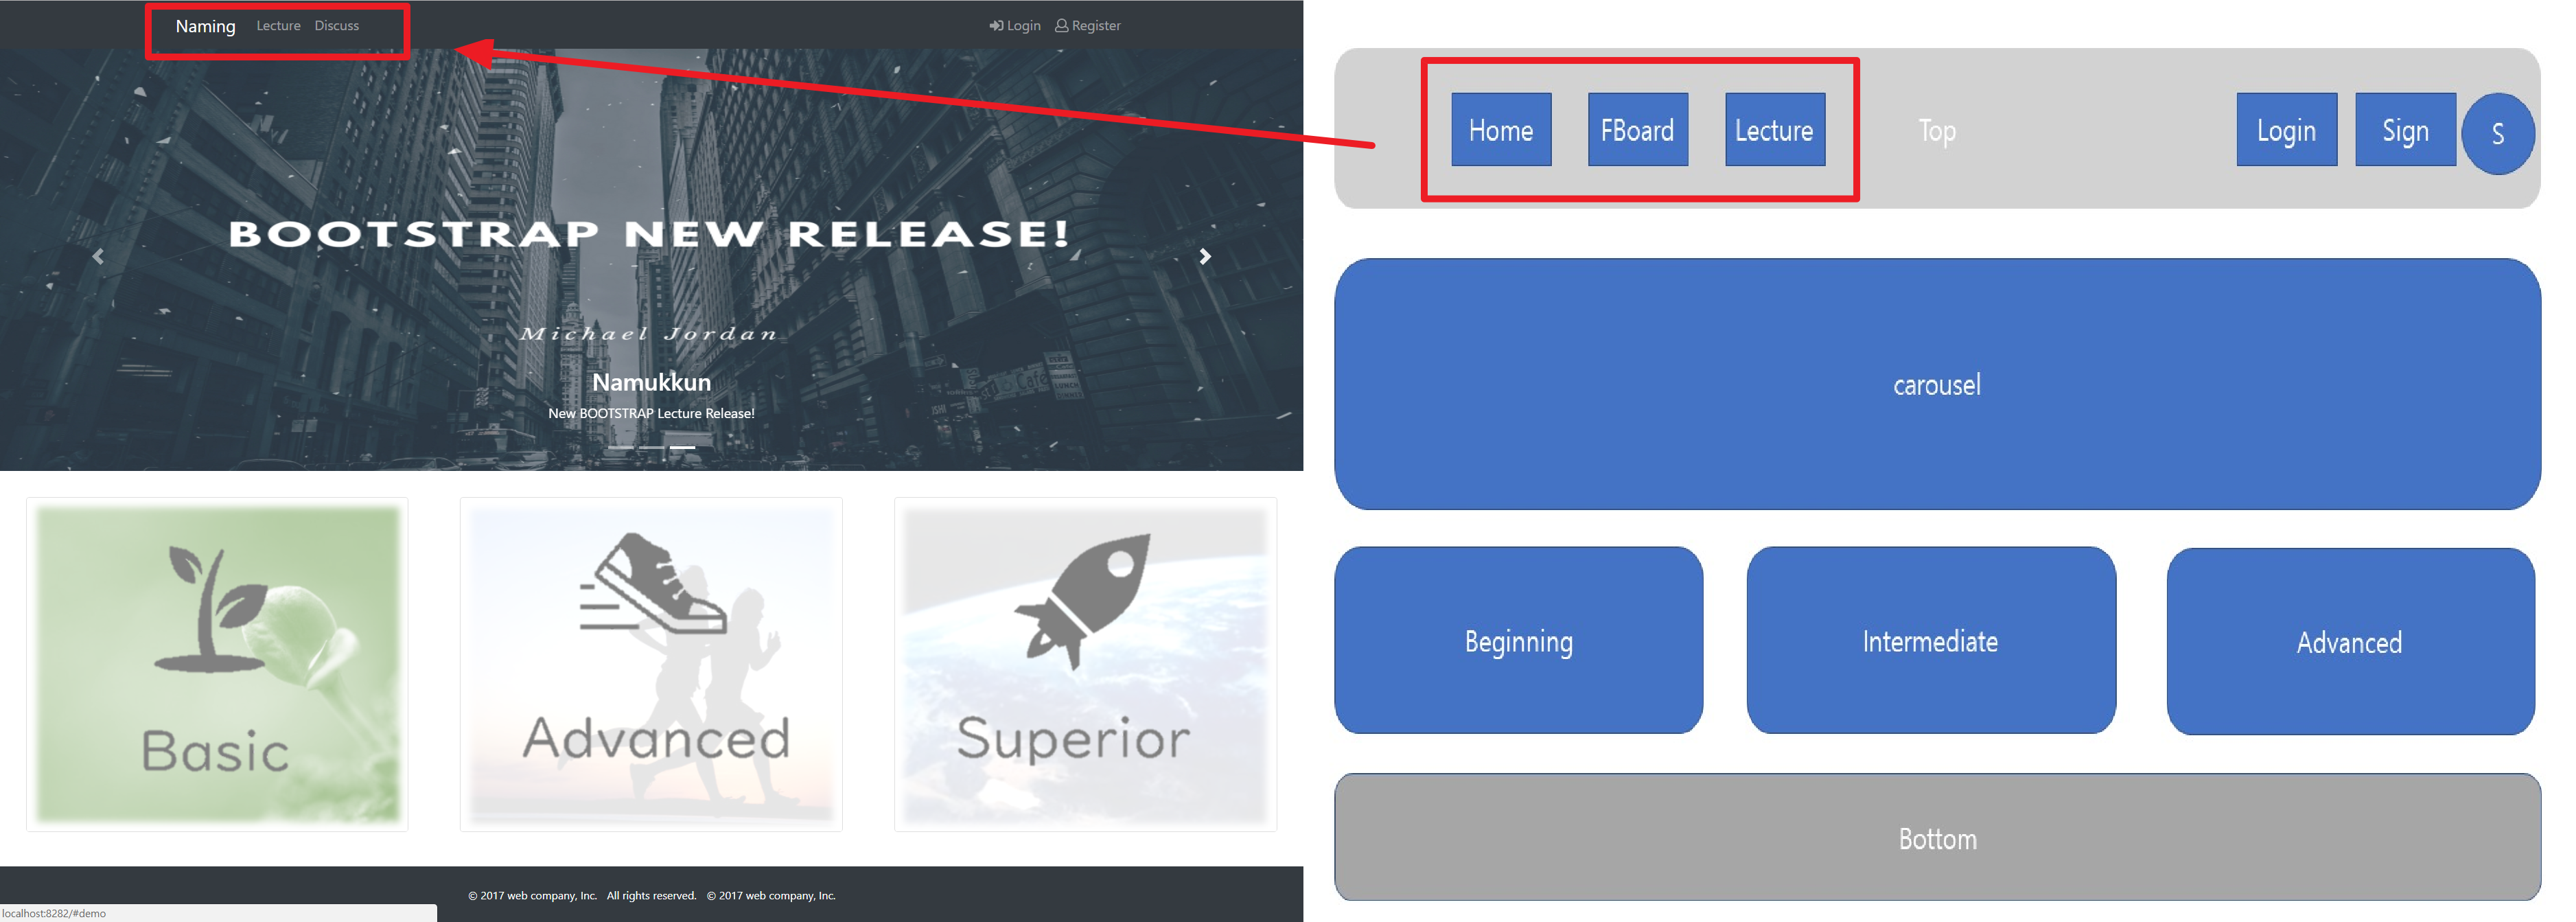 Naming Lecture Discuss Login Register
BOOTSTRAP NEW RELEASE!
Michael Jordan
Namukkun
New BOOTSTRAP Lecture Release!
Basic
Advanced
Superior
© 2017 web company, Inc. All rights reserved. © 2017 web company, Inc.
localhost:8282/#demo
Home FBoard Lecture Top Login Sign S
carousel
Beginning Intermediate Advanced
Bottom